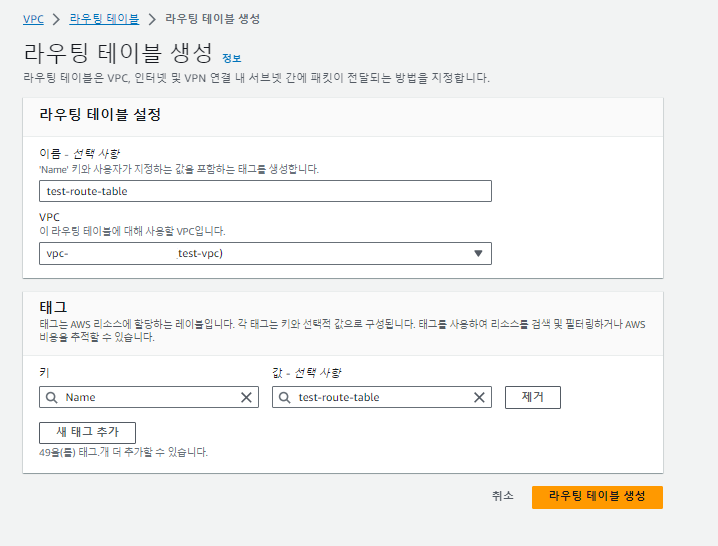 VPC > 라우팅 테이블 > 라우팅 테이블 생성
라우팅 테이블 생성 정보
라우팅 테이블은 VPC, 인터넷 및 VPN 연결 내 서브넷 간에 패킷이 전달되는 방법을 지정합니다.
라우팅 테이블 설정
이름 - 선택 사항
'Name' 키와 사용자가 지정하는 값을 포함하는 태그를 생성합니다.
test-route-table
VPC
이 라우팅 테이블에 대해 사용할 VPC입니다.
vpc- test-vpc)
태그
태그는 AWS 리소스에 할당하는 레이블입니다. 각 태그는 키와 선택적 값으로 구성됩니다. 태그를 사용하여 리소스를 검색 및 필터링하거나 AWS
비용을 추적할 수 있습니다.
키 값 - 선택 사항
Name test-route-table 제거
새 태그 추가
49을(를) 태그.개 더 추가할 수 있습니다.
취소 라우팅 테이블 생성